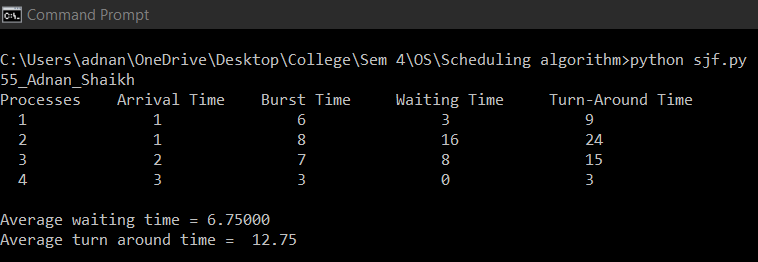 Command Prompt
C:\Users\adnan\OneDrive\Desktop\College\Sem 4\OS\Scheduling algorithm>python sjf.py
55_Adnan_Shaikh
Processes    Arrival Time    Burst Time     Waiting Time     Turn-Around Time
1              1               6               3               9
2              1               8               16              24
3              2               7               8               15
4              3               3               0               3
Average waiting time = 6.75000
Average turn around time =  12.75